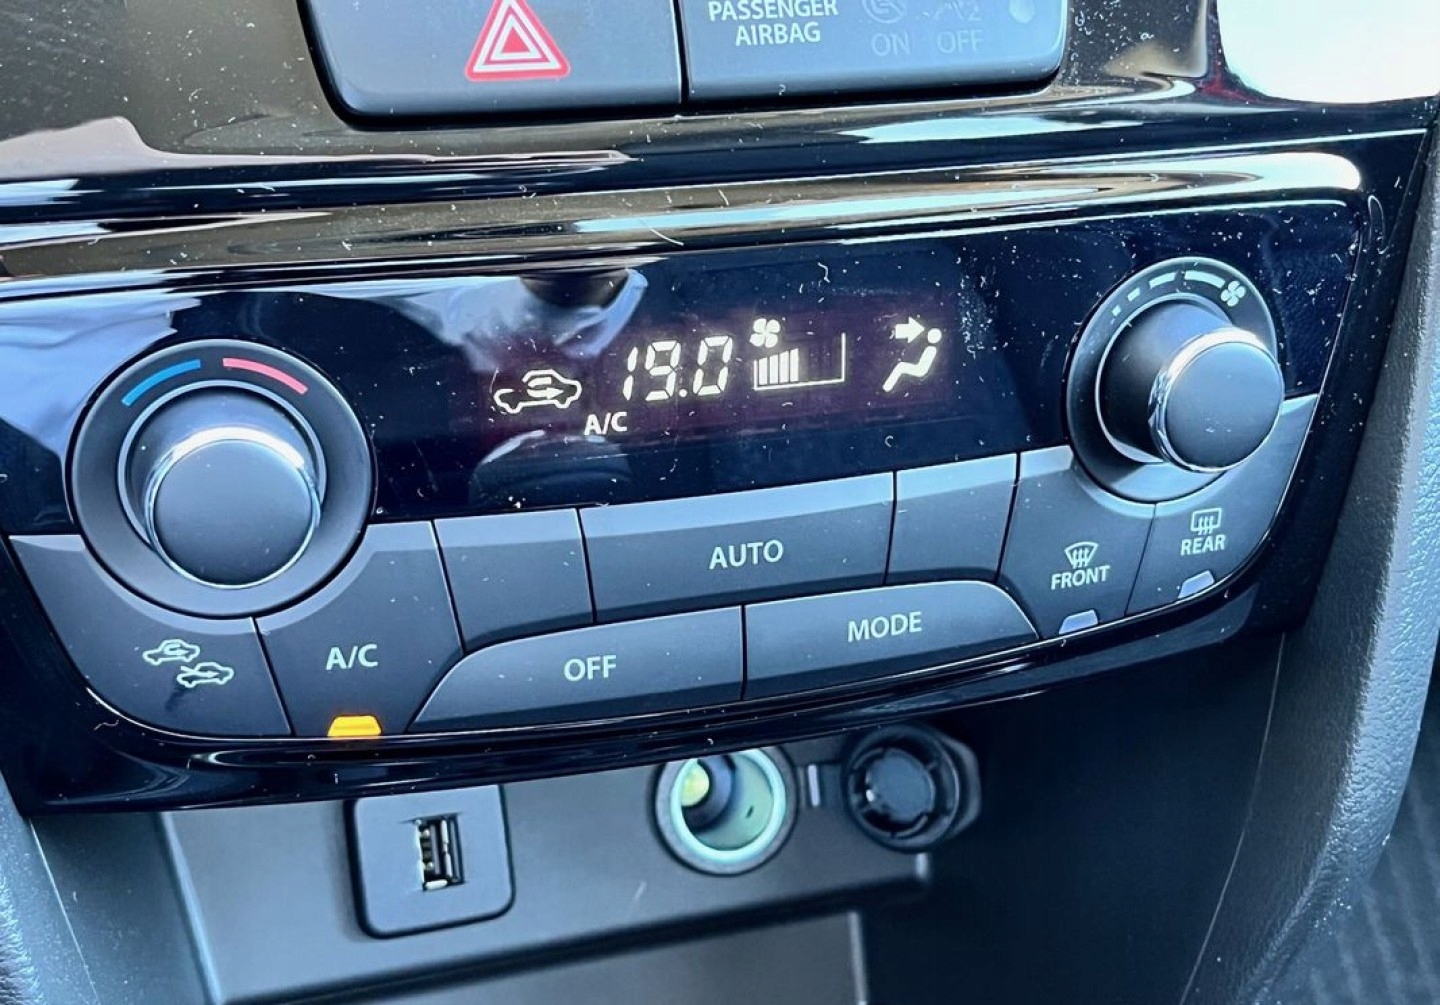 PASSENGER
AIRBAG
ON OFF
19.0
A/C
AUTO
FRONT
REAR
A/C
OFF
MODE